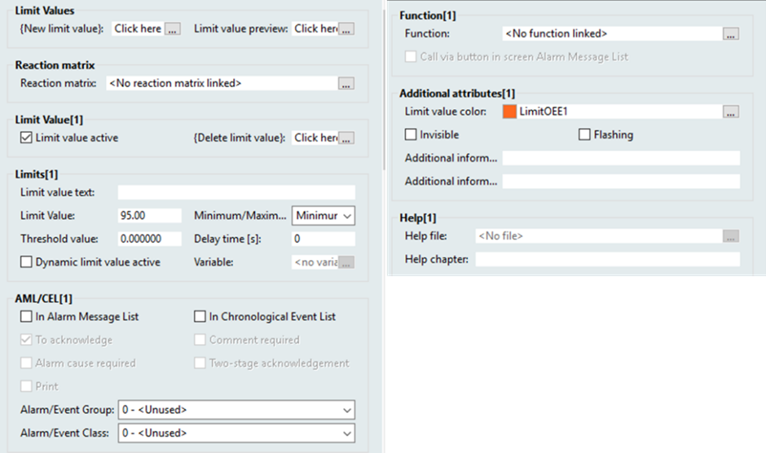 Limit Values
{New limit value}: Click here ... Limit value preview: Click her ...
Reaction matrix
Reaction matrix: <No reaction matrix linked> ...
Limit Value[1]
Limit value active {Delete limit value}: Click her ...
Limits[1]
Limit value text:
Limit Value: 95.00 Minimum/Maxim... Minimur
Threshold value: 0.000000 Delay time [s]: 0
Dynamic limit value active Variable: <no varia ...
AML/CEL[1]
In Alarm Message List In Chronological Event List
To acknowledge Comment required
Alarm cause required Two-stage acknowledgement
Print
Alarm/Event Group: 0 - <Unused>
Alarm/Event Class: 0 - <Unused>
Function[1]
Function: <No function linked> ...
Call via button in screen Alarm Message List
Additional attributes[1]
Limit value color: LimitOEE1 ...
Invisible Flashing
Additional inform...
Additional inform...
Help[1]
Help file: <No file> ...
Help chapter: